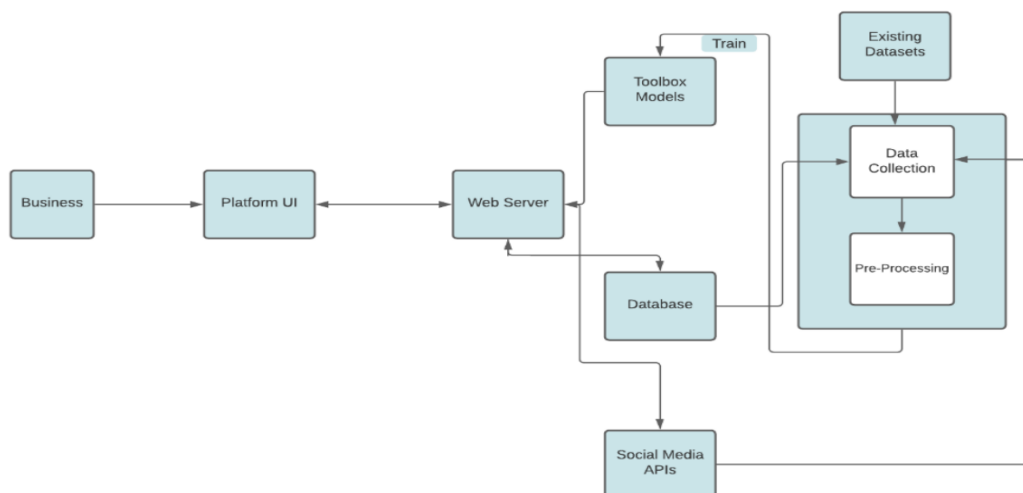 Existing
Datasets
Train
Toolbox
Models
Data
Collection
Business
Platform UI
Web Server
Pre-Processing
Database
Social Media
APIs